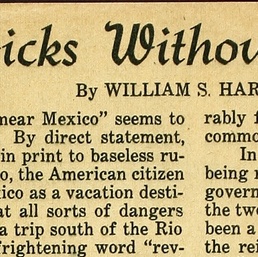 icks Withou
By WILLIAM S. HAR
mear Mexico” seems to
By direct statement,
in print to baseless ru-
o, the American citizen
ico as a vacation desti-
at all sorts of dangers
a trip south of the Rio
frightening word “rev-
rably f
commo
In
being r
govern
the two
been a
the rei